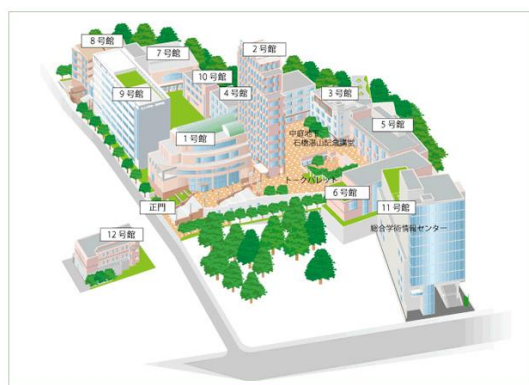 8号館
7号館
2号館
10号館
9号館
4号館
3号館
5号館
1号館
中庭地下
石橋湛山記念講堂
トークパレット
6号館
正門
11号館
総合学術情報センター
12号館